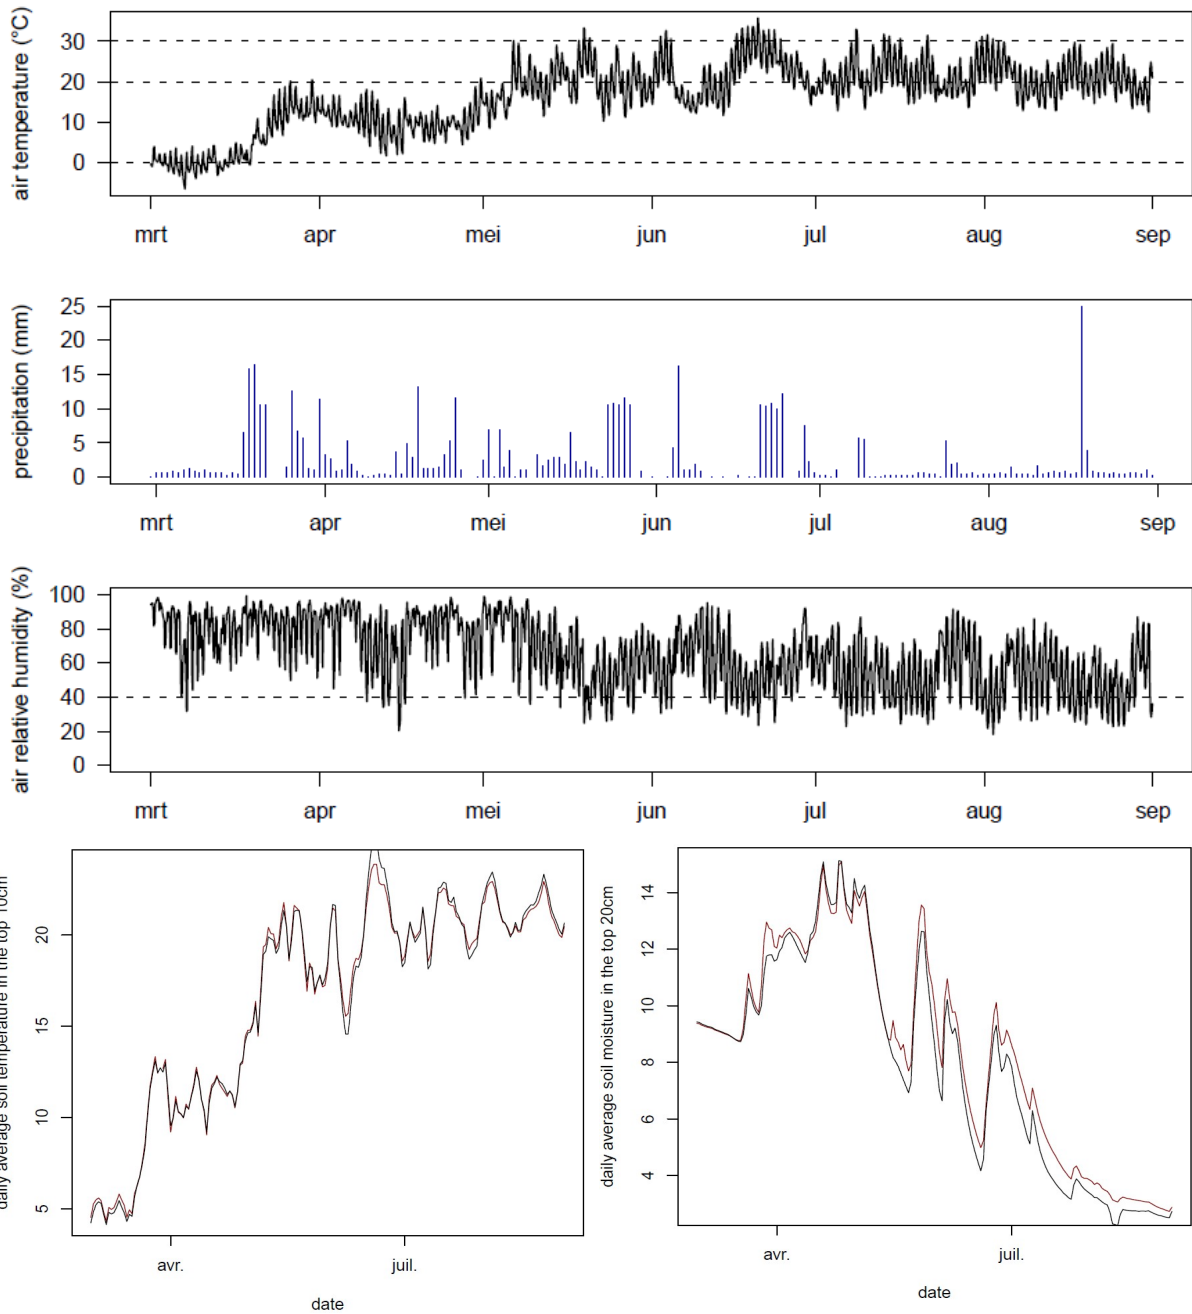 air temperature (°C)
30
20
10
0
mrt apr mei jun jul aug sep
precipitation (mm)
25
20
15
10
5
0
mrt apr mei jun jul aug sep
air relative humidity (%)
100
80
60
40
20
0
mrt apr mei jun jul aug sep
daily average soil temperature in the top 10cm
20
15
10
5
avr. juil.
date
daily average soil moisture in the top 20cm
14
12
10
8
6
4
avr. juil.
date